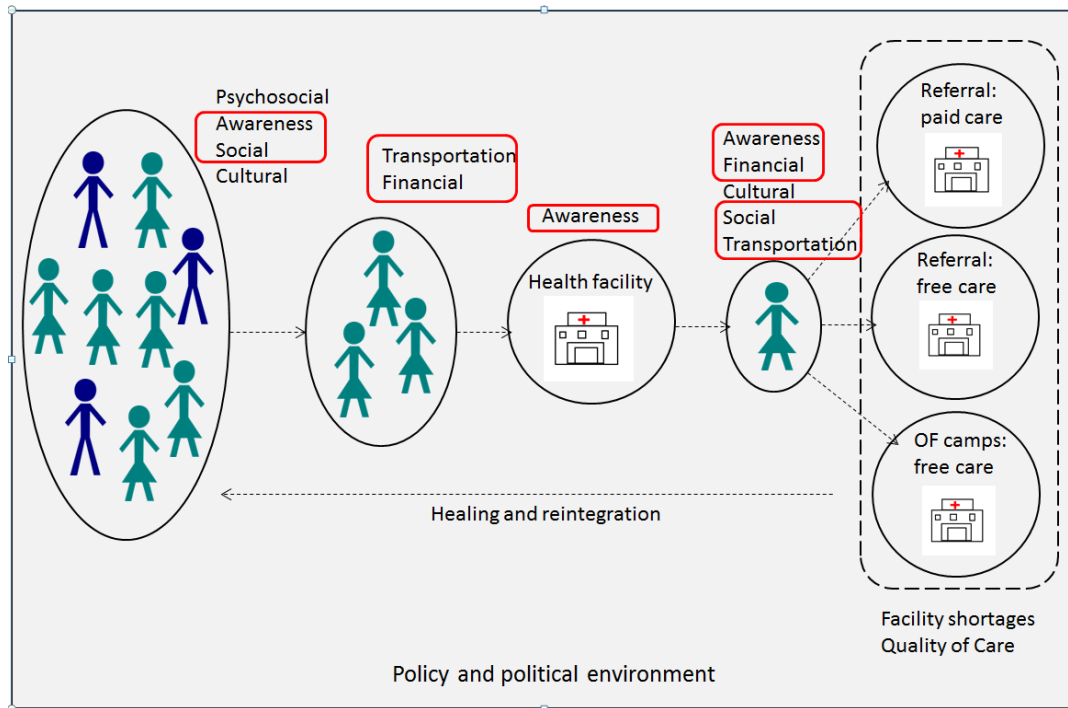 Psychosocial
Awareness
Social
Cultural
Transportation
Financial
Awareness
Health facility
Awareness
Financial
Cultural
Social
Transportation
Referral:
paid care
Referral:
free care
OF camps:
free care
Healing and reintegration
Facility shortages
Quality of Care
Policy and political environment